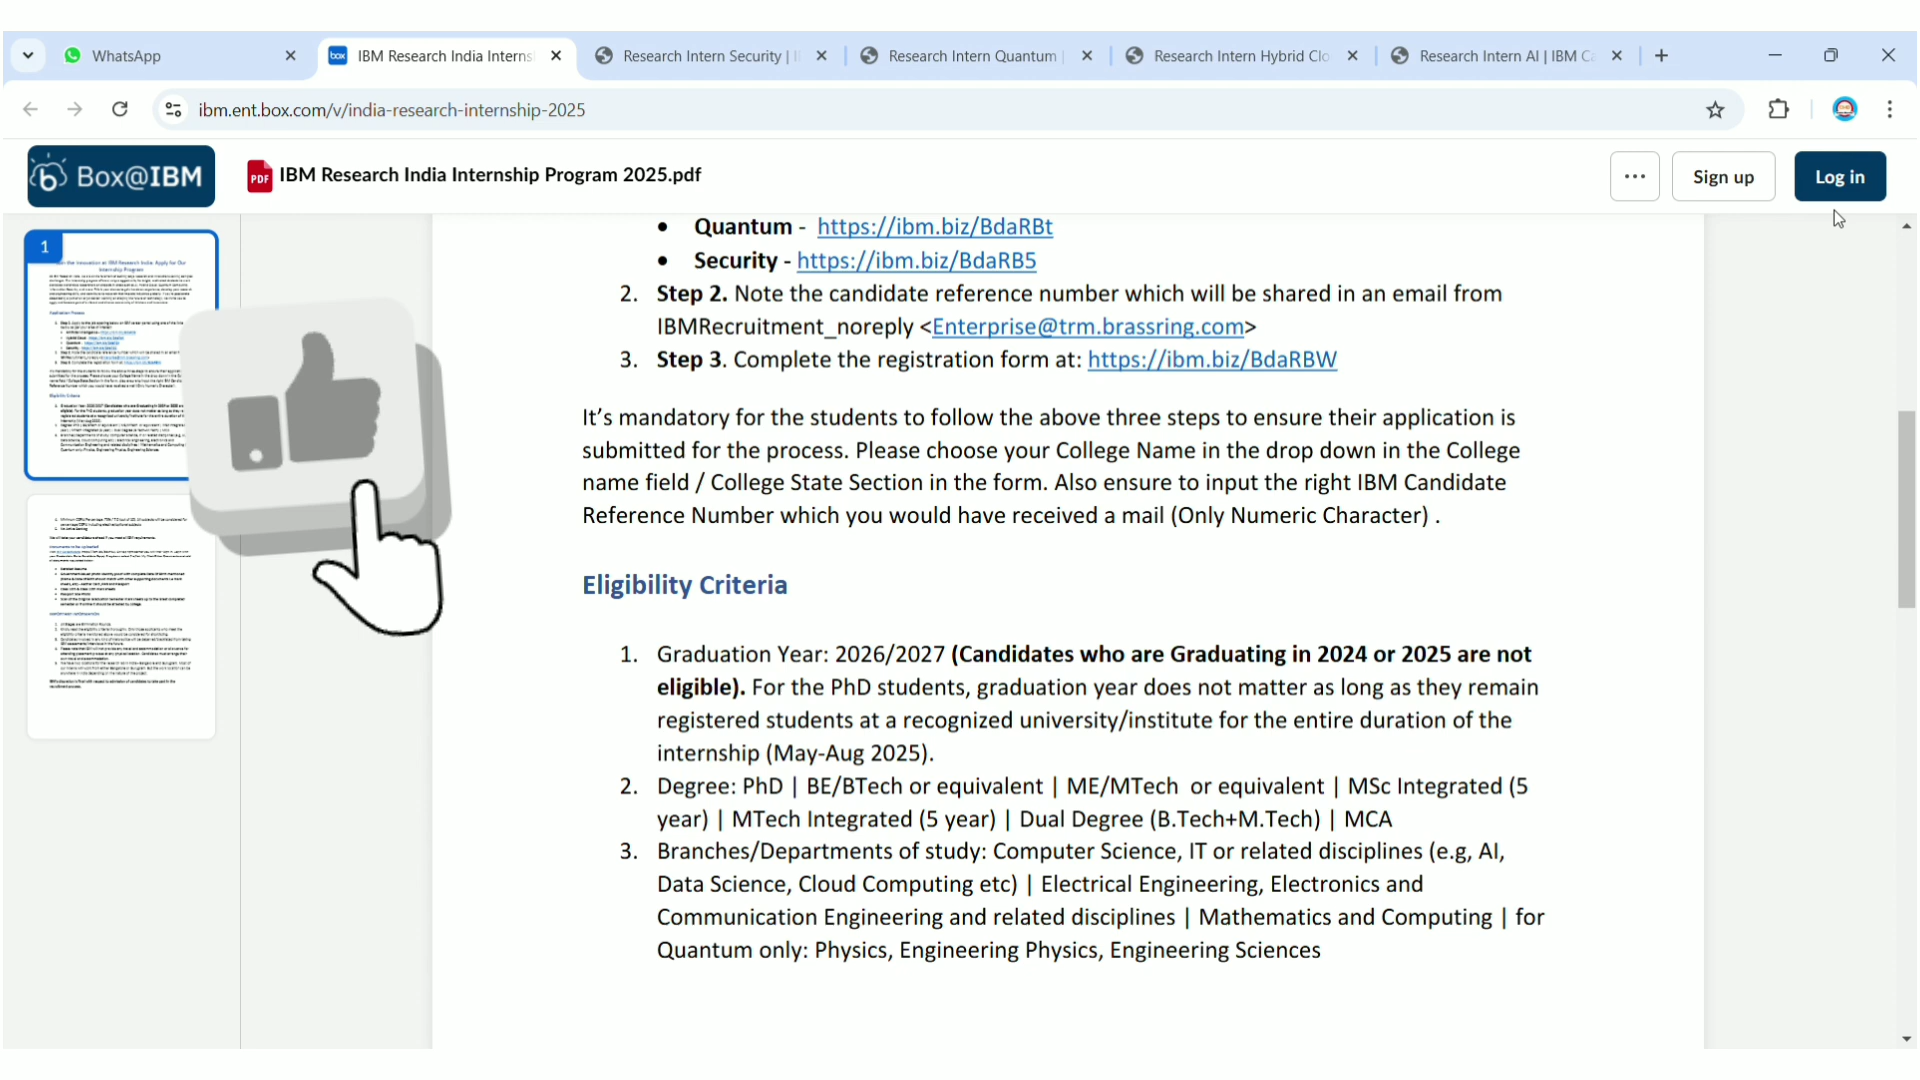 WhatsApp
IBM Research India Interns
Research Intern Security |
Research Intern Quantum |
Research Intern Hybrid Clo
Research Intern AI | IBM Ca
ibm.ent.box.com/v/india-research-internship-2025
Box@IBM
PDF
IBM Research India Internship Program 2025.pdf
...
Sign up
Log in
1
• Quantum - https://ibm.biz/BdaRBt
• Security - https://ibm.biz/BdaRB5
2. Step 2. Note the candidate reference number which will be shared in an email from
IBMRecruitment_noreply <Enterprise@trm.brassring.com>
3. Step 3. Complete the registration form at: https://ibm.biz/BdaRBW
It's mandatory for the students to follow the above three steps to ensure their application is
submitted for the process. Please choose your College Name in the drop down in the College
name field / College State Section in the form. Also ensure to input the right IBM Candidate
Reference Number which you would have received a mail (Only Numeric Character) .
Eligibility Criteria
1. Graduation Year: 2026/2027 (Candidates who are Graduating in 2024 or 2025 are not
eligible). For the PhD students, graduation year does not matter as long as they remain
registered students at a recognized university/institute for the entire duration of the
internship (May-Aug 2025).
2. Degree: PhD | BE/BTech or equivalent | ME/MTech or equivalent | MSc Integrated (5
year) | MTech Integrated (5 year) | Dual Degree (B.Tech+M.Tech) | MCA
3. Branches/Departments of study: Computer Science, IT or related disciplines (e.g, AI,
Data Science, Cloud Computing etc) | Electrical Engineering, Electronics and
Communication Engineering and related disciplines | Mathematics and Computing | for
Quantum only: Physics, Engineering Physics, Engineering Sciences